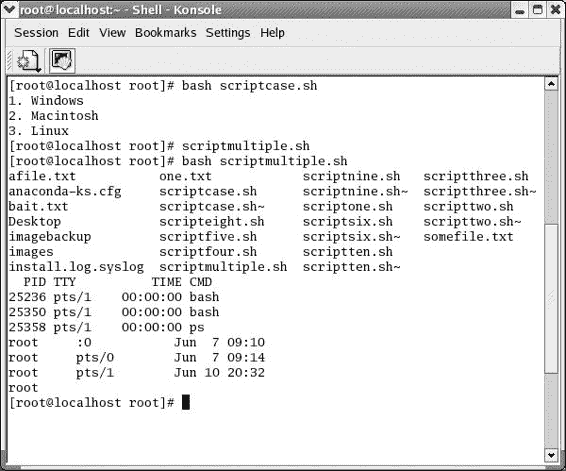 root@localhost:~ - Shell - Konsole
Session Edit View Bookmarks Settings Help
[root@localhost root]# bash scriptcase.sh
1. Windows
2. Macintosh
3. Linux
[root@localhost root]# scriptmultiple.sh
[root@localhost root]# bash scriptmultiple.sh
afile.txt one.txt scriptnine.sh scriptthree.sh
anaconda-ks.cfg scriptcase.sh scriptnine.sh~ scriptthree.sh~
bait.txt scriptcase.sh~ scriptone.sh scripttwo.sh
Desktop scripteight.sh scriptsix.sh scripttwo.sh~
imagebackup scriptfive.sh scriptsix.sh~ somefile.txt
images scriptfour.sh scriptten.sh
install.log.syslog scriptmultiple.sh scriptten.sh~
PID TTY TIME CMD
25236 pts/1 00:00:00 bash
25350 pts/1 00:00:00 bash
25358 pts/1 00:00:00 ps
root :0 Jun 7 09:10
root pts/0 Jun 7 09:14
root pts/1 Jun 10 20:32
root
[root@localhost root]#